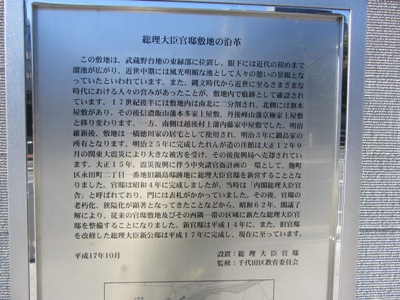 総理大臣官邸敷地の沿革
この敷地は、武蔵野台地の東縁部に位置し、眼下には近代の初めまで
溜池が広がり、近世中期には風光明媚な池として人々の憩いの景観となっ
ていたといわれています。また、縄文時代から近世に至るさまざまな
時代における人々の営みがあったことが、敷地内で痕跡として確認され
ています。17世紀後半には敷地内は南北に二分割され、北側には旗本
屋敷があり、その後信濃飯山藩本多家上屋敷、丹後峰山藩京極家上屋敷
と移り変わります。一方、南側は越後村上藩内藤家中屋敷でした。明治
維新後、敷地は一橋徳川家の居宅として使用され、明治3年に鍋島家の
所有となります。明治25年に完成したれんが造の洋館は大正12年9
月の関東大震災により大きな被害を受け、その後復興局へ売却されてい
ます。大正15年、震災復興に伴う中央諸官衙計画の一環として、麹町
区永田町二丁目一番地旧鍋島邸跡地に総理大臣官邸を新営することとな
りました。官邸は昭和4年に完成しましたが、当時は「内閣総理大臣官
舎」と呼ばれており、門には表札がかかっていました。その後、官邸の
老朽化、狭隘化が顕著となってきたことなどから、昭和62年、閣議了
解により、従来の官邸敷地及びその西隣一帯の区域に新たな総理大臣官
邸を整備することになりました。新官邸は平成14年に、また、旧官邸
を改修した総理大臣新公邸は平成17年に完成し、現在に至っています。
平成17年10月
設置：総理大臣官邸
監修：千代田区教育委員会